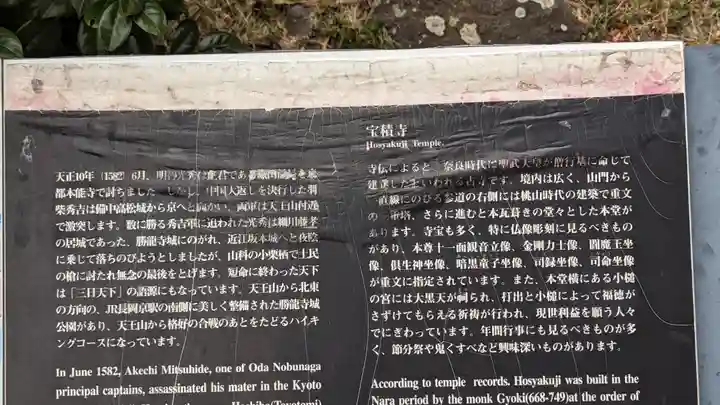 天正10年（1582）6月、明智光秀は主君である織田信長を京
都本能寺で討ちました。しかし、中国大返しを決行した羽
柴秀吉は備中高松城から京へと向かい、両軍は天王山付近
で激突します。数に勝る秀吉軍に追われた光秀は細川藤孝
の居城であった、勝龍寺城にのがれ、近江坂本城へと夜陰
に乗じて落ちのびようとしましたが、山科の小栗栖で土民
の槍に討たれ無念の最後をとげます。短命に終わった天下
は「三日天下」の語源にもなっています。天王山から北東
の方向の、JR長岡京駅の南側に美しく整備された勝龍寺城
公園があり、天王山から格好の合戦のあとをたどるハイキ
ングコースになっています。
In June 1582, Akechi Mitsuhide, one of Oda Nobunaga
principal captains, assassinated his mater in the Kyoto
Hashiba(Toyotomi)
宝積寺
Hosyakuji Temple
寺伝によると、奈良時代に聖武天皇が僧行基に命じて
建立したといわれる古寺です。境内は広く、山門から
一直線にのびる参道の右側には桃山時代の建築で重文
の三重塔、さらに進むと本瓦葺きの堂々とした本堂が
あります。寺宝も多く、特に仏像彫刻に見るべきもの
があり、本尊十一面観音立像、金剛力士像、閻魔王坐
像、倶生神坐像、暗黒童子坐像、司録坐像、司命坐像
が重文に指定されています。また、本堂横にある小槌
の宮には大黒天が祠られ、打出と小槌によって福徳が
さずけてもらえる祈祷が行われ、現世利益を願う人々
でにぎわっています。年間行事にも見るべきものが多
く、節分祭や鬼くすべなど興味深いものがあります。
According to temple records, Hosyakuji was built in the
Nara period by the monk Gyoki(668-749)at the order of